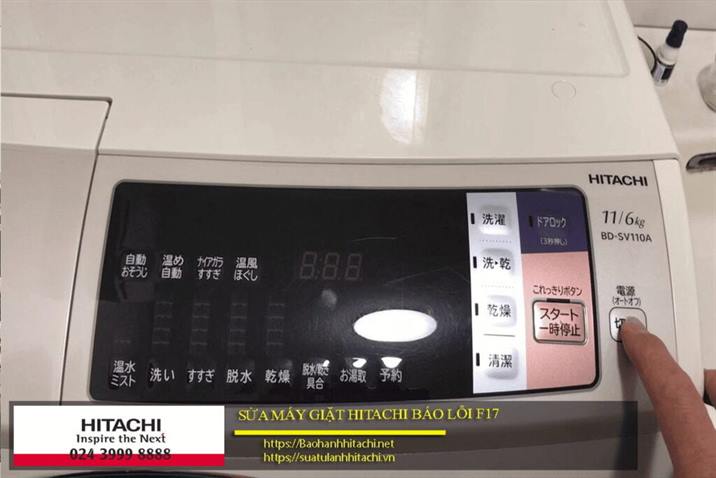 HITACHI
洗濯
ドアロック
(3秒押し)
11/6kg
BD-SV110A
自動
おそうじ
温め
自動
ナイアガラ
すすぎ
温風
ほぐし
8:88
洗・乾
これっきりボタン
電源
(オートオフ)
乾燥
スタート
一時停止
切
清潔
温水
ミスト
洗い
すすぎ
脱水
乾燥
脱水/乾き
具合
お湯取
予約
HITACHI
Inspire the Next
024 3999 8888
SỬA MÁY GIẶT HITACHI BÁO LỖI F17
https://Baohanhhitachi.net
https://suatulanhhitachi.vn